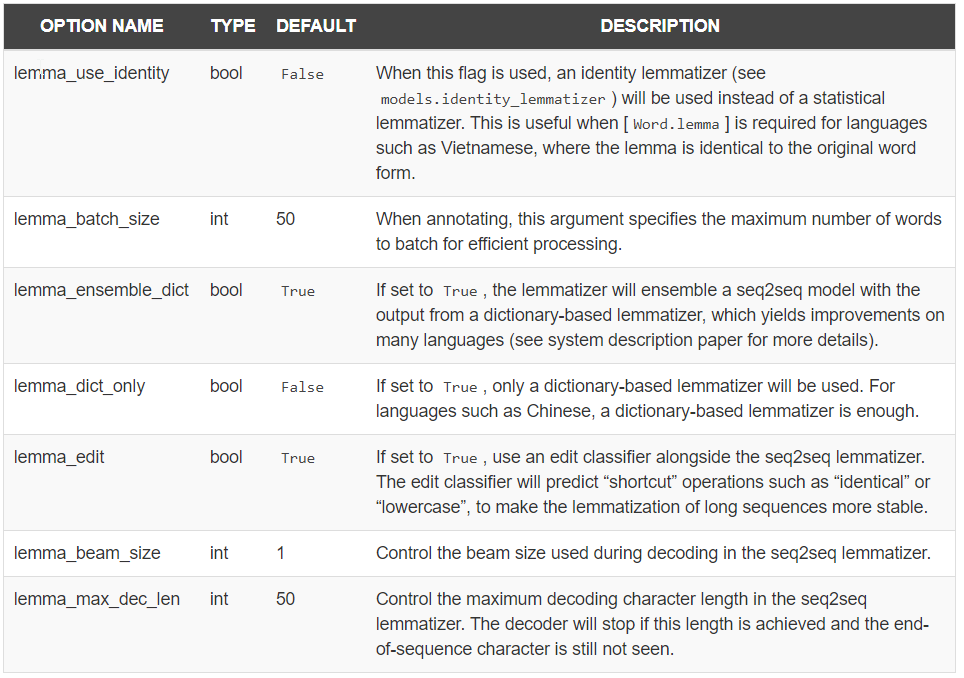 OPTION NAME TYPE DEFAULT DESCRIPTION
lemma_use_identity bool False When this flag is used, an identity lemmatizer (see
models.identity_lemmatizer ) will be used instead of a statistical
lemmatizer. This is useful when [ Word.lemma ] is required for languages
such as Vietnamese, where the lemma is identical to the original word
form.
lemma_batch_size int 50 When annotating, this argument specifies the maximum number of words
to batch for efficient processing.
lemma_ensemble_dict bool True If set to True , the lemmatizer will ensemble a seq2seq model with the
output from a dictionary-based lemmatizer, which yields improvements on
many languages (see system description paper for more details).
lemma_dict_only bool False If set to True , only a dictionary-based lemmatizer will be used. For
languages such as Chinese, a dictionary-based lemmatizer is enough.
lemma_edit bool True If set to True , use an edit classifier alongside the seq2seq lemmatizer.
The edit classifier will predict “shortcut” operations such as “identical” or
“lowercase”, to make the lemmatization of long sequences more stable.
lemma_beam_size int 1 Control the beam size used during decoding in the seq2seq lemmatizer.
lemma_max_dec_len int 50 Control the maximum decoding character length in the seq2seq
lemmatizer. The decoder will stop if this length is achieved and the end-
of-sequence character is still not seen.